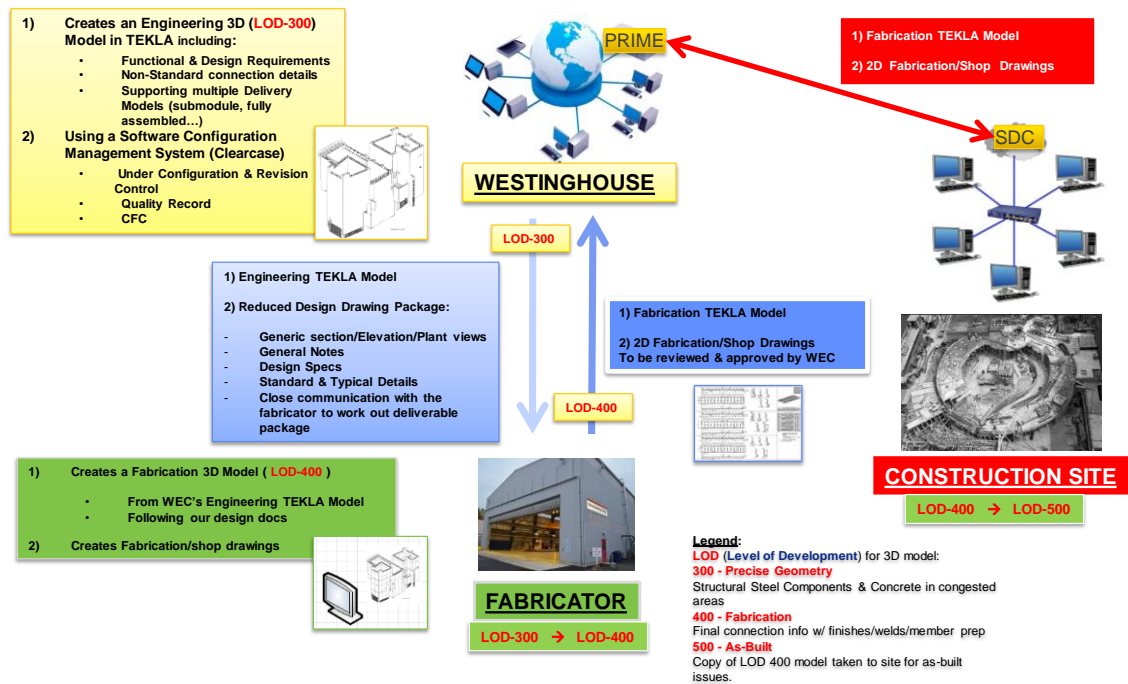 1) Creates an Engineering 3D (LOD-300)
Model in TEKLA including:
• Functional & Design Requirements
• Non-Standard connection details
• Supporting multiple Delivery
Models (submodule, fully
assembled…)
2) Using a Software Configuration
Management System (Clearcase)
• Under Configuration & Revision
Control
• Quality Record
• CFC
PRIME
WESTINGHOUSE
1) Fabrication TEKLA Model
2) 2D Fabrication/Shop Drawings
SDC
LOD-300
1) Engineering TEKLA Model
2) Reduced Design Drawing Package:
- Generic section/Elevation/Plant views
- General Notes
- Design Specs
- Standard & Typical Details
- Close communication with the
fabricator to work out deliverable
package
1) Fabrication TEKLA Model
2) 2D Fabrication/Shop Drawings
To be reviewed & approved by WEC
LOD-400
1) Creates a Fabrication 3D Model ( LOD-400 )
• From WEC's Engineering TEKLA Model
• Following our design docs
2) Creates Fabrication/shop drawings
FABRICATOR
LOD-300 → LOD-400
CONSTRUCTION SITE
LOD-400 → LOD-500
Legend:
LOD (Level of Development) for 3D model:
300 - Precise Geometry
Structural Steel Components & Concrete in congested
areas
400 - Fabrication
Final connection info w/ finishes/welds/member prep
500 - As-Built
Copy of LOD 400 model taken to site for as-built
issues.